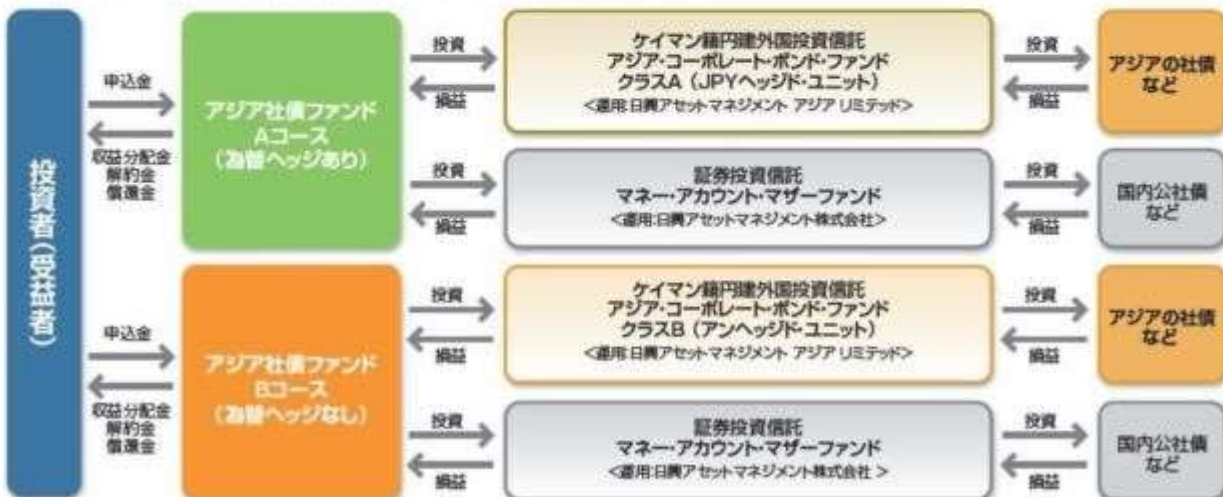 投資者(受益者)
申込金
収益分配金
解約金
償還金
アジア社債ファンド
Aコース
(為替ヘッジあり)
投資
損益
ケイマン籍円建外国投資信託
アジア・コーポレート・ボンド・ファンド
クラスA (JPYヘッジド・ユニット)
<運用:日興アセットマネジメント アジア リミテッド>
投資
損益
アジアの社債
など
投資
損益
証券投資信託
マネー・アカウント・マザーファンド
<運用:日興アセットマネジメント株式会社>
投資
損益
国内公社債
など
申込金
収益分配金
解約金
償還金
アジア社債ファンド
Bコース
(為替ヘッジなし)
投資
損益
ケイマン籍円建外国投資信託
アジア・コーポレート・ボンド・ファンド
クラスB (アンヘッジド・ユニット)
<運用:日興アセットマネジメント アジア リミテッド>
投資
損益
アジアの社債
など
投資
損益
証券投資信託
マネー・アカウント・マザーファンド
<運用:日興アセットマネジメント株式会社 >
投資
損益
国内公社債
など